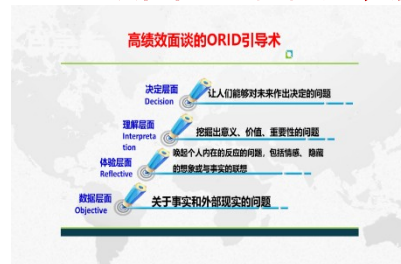 高绩效面谈的ORID引导术
决定层面
Decision
让人们能够对未来作出决定的问题
理解层面
Interpreta
tion
挖掘出意义、价值、重要性的问题
体验层面
Reflective
唤起个人内在的反应的问题，包括情感、隐藏
的想象或与事实的联想
数据层面
Objective
关于事实和外部现实的问题